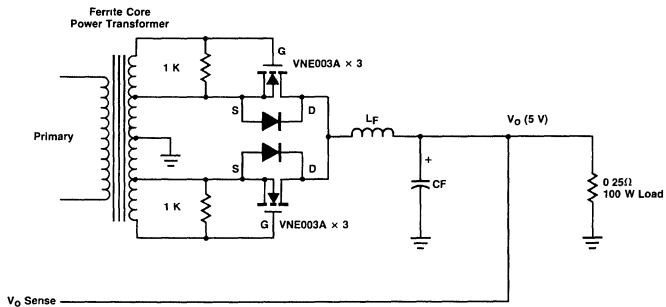 Ferrite Core
Power Transformer
G
VNE003A × 3
1 K
S
D
Primary
LF
VO (5 V)
S
D
+
CF
0 25Ω
100 W Load
1 K
G
VNE003A × 3
VO Sense